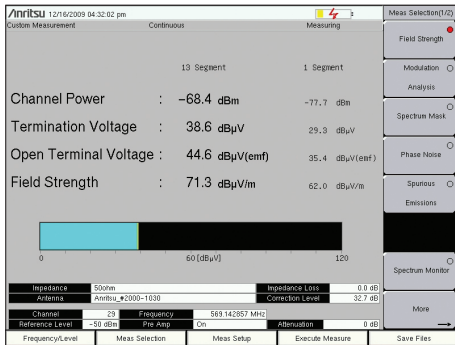 Anritsu 12/16/2009 04:32:02 pm
Custom Measurement Continuous Measuring
13 Segment 1 Segment
Channel Power : −68.4 dBm −77.7 dBm
Termination Voltage : 38.6 dBµV 29.3 dBµV
Open Terminal Voltage : 44.6 dBµV(emf) 35.4 dBµV(emf)
Field Strength : 71.3 dBµV/m 62.0 dBµV/m
0 60 [dBµV] 120
Impedance 50ohm Impedance Loss 0.0 dB
Antenna Anritsu_#2000-1030 Correction Level 32.7 dB
Channel 29 Frequency 569.142857 MHz
Reference Level −50 dBm Pre Amp On Attenuation 0 dB
Frequency/Level Meas Selection Meas Setup Execute Measure Save Files
Meas Selection(1/2)
Field Strength
Modulation
Analysis
Spectrum Mask
Phase Noise
Spurious
Emissions
Spectrum Monitor
More